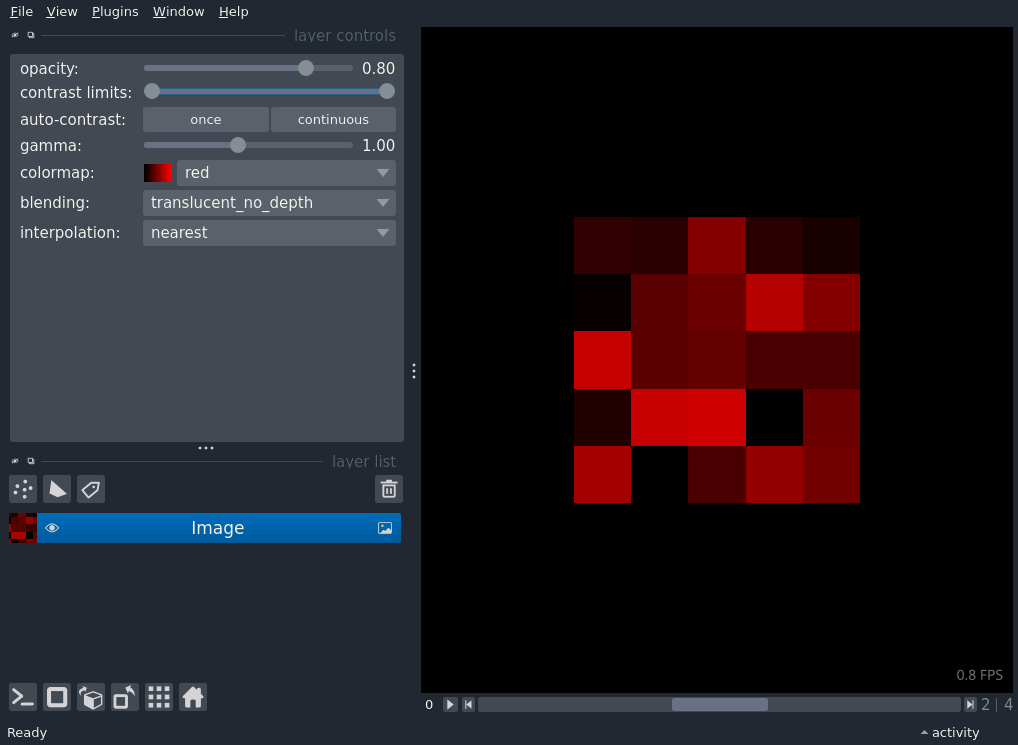 File View Plugins Window Help
layer controls
opacity: 0.80
contrast limits:
auto-contrast: once continuous
gamma: 1.00
colormap: red
blending: translucent_no_depth
interpolation: nearest
layer list
Image
0.8 FPS
0 2 | 4
Ready activity